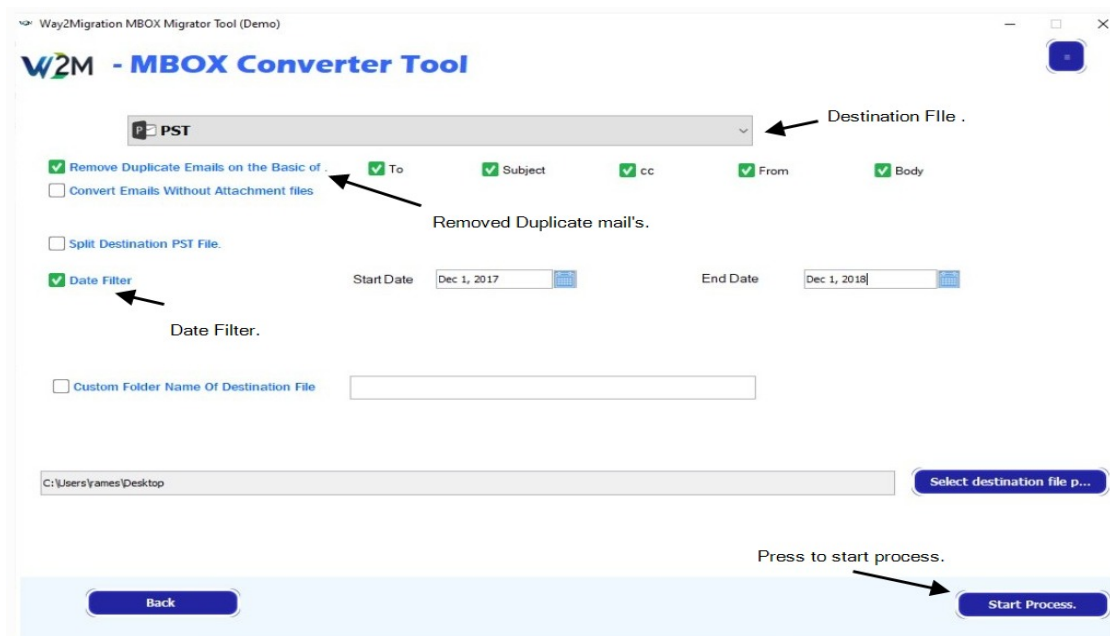 Way2Migration MBOX Migrator Tool (Demo)
W2M - MBOX Converter Tool
Destination FIle .
PST
Remove Duplicate Emails on the Basic of . To Subject cc From Body
Convert Emails Without Attachment files
Removed Duplicate mail's.
Split Destination PST File.
Date Filter Start Date Dec 1, 2017 End Date Dec 1, 2018
Date Filter.
Custom Folder Name Of Destination File
C:\Users\rames\Desktop Select destination file p...
Press to start process.
Back Start Process.